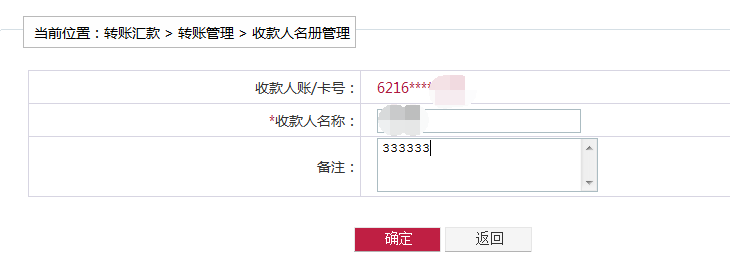 当前位置：转账汇款 > 转账管理 > 收款人名册管理
收款人账/卡号： 6216****
*收款人名称：
备注： 333333
确定 返回